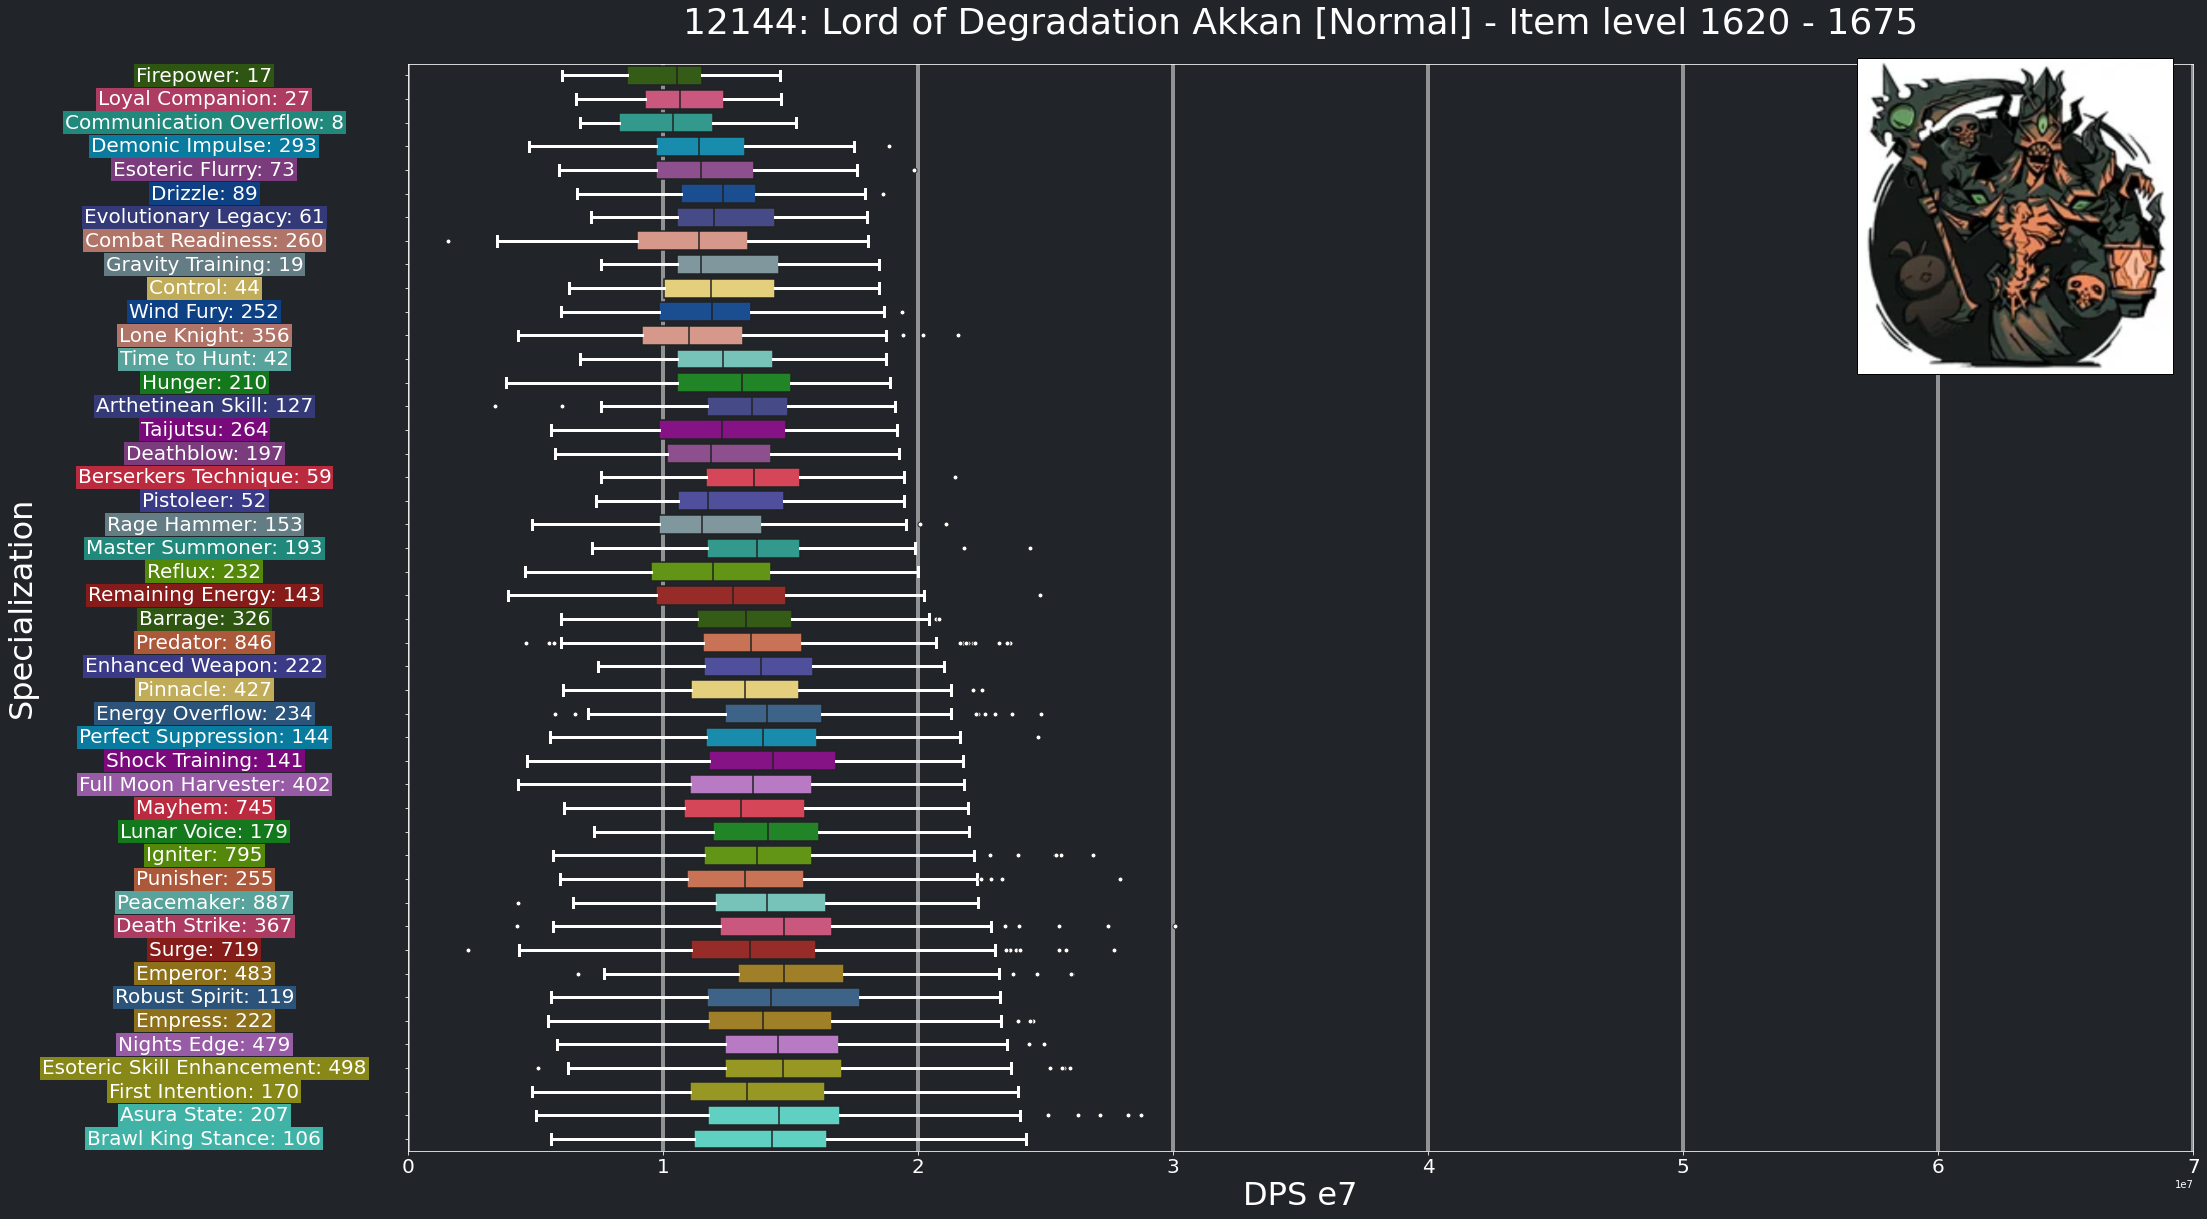 12144: Lord of Degradation Akkan [Normal] - Item level 1620 - 1675
Specialization
Firepower: 17
Loyal Companion: 27
Communication Overflow: 8
Demonic Impulse: 293
Esoteric Flurry: 73
Drizzle: 89
Evolutionary Legacy: 61
Combat Readiness: 260
Gravity Training: 19
Control: 44
Wind Fury: 252
Lone Knight: 356
Time to Hunt: 42
Hunger: 210
Arthetinean Skill: 127
Taijutsu: 264
Deathblow: 197
Berserkers Technique: 59
Pistoleer: 52
Rage Hammer: 153
Master Summoner: 193
Reflux: 232
Remaining Energy: 143
Barrage: 326
Predator: 846
Enhanced Weapon: 222
Pinnacle: 427
Energy Overflow: 234
Perfect Suppression: 144
Shock Training: 141
Full Moon Harvester: 402
Mayhem: 745
Lunar Voice: 179
Igniter: 795
Punisher: 255
Peacemaker: 887
Death Strike: 367
Surge: 719
Emperor: 483
Robust Spirit: 119
Empress: 222
Nights Edge: 479
Esoteric Skill Enhancement: 498
First Intention: 170
Asura State: 207
Brawl King Stance: 106
0 1 2 3 4 5 6 7
1e7
DPS e7